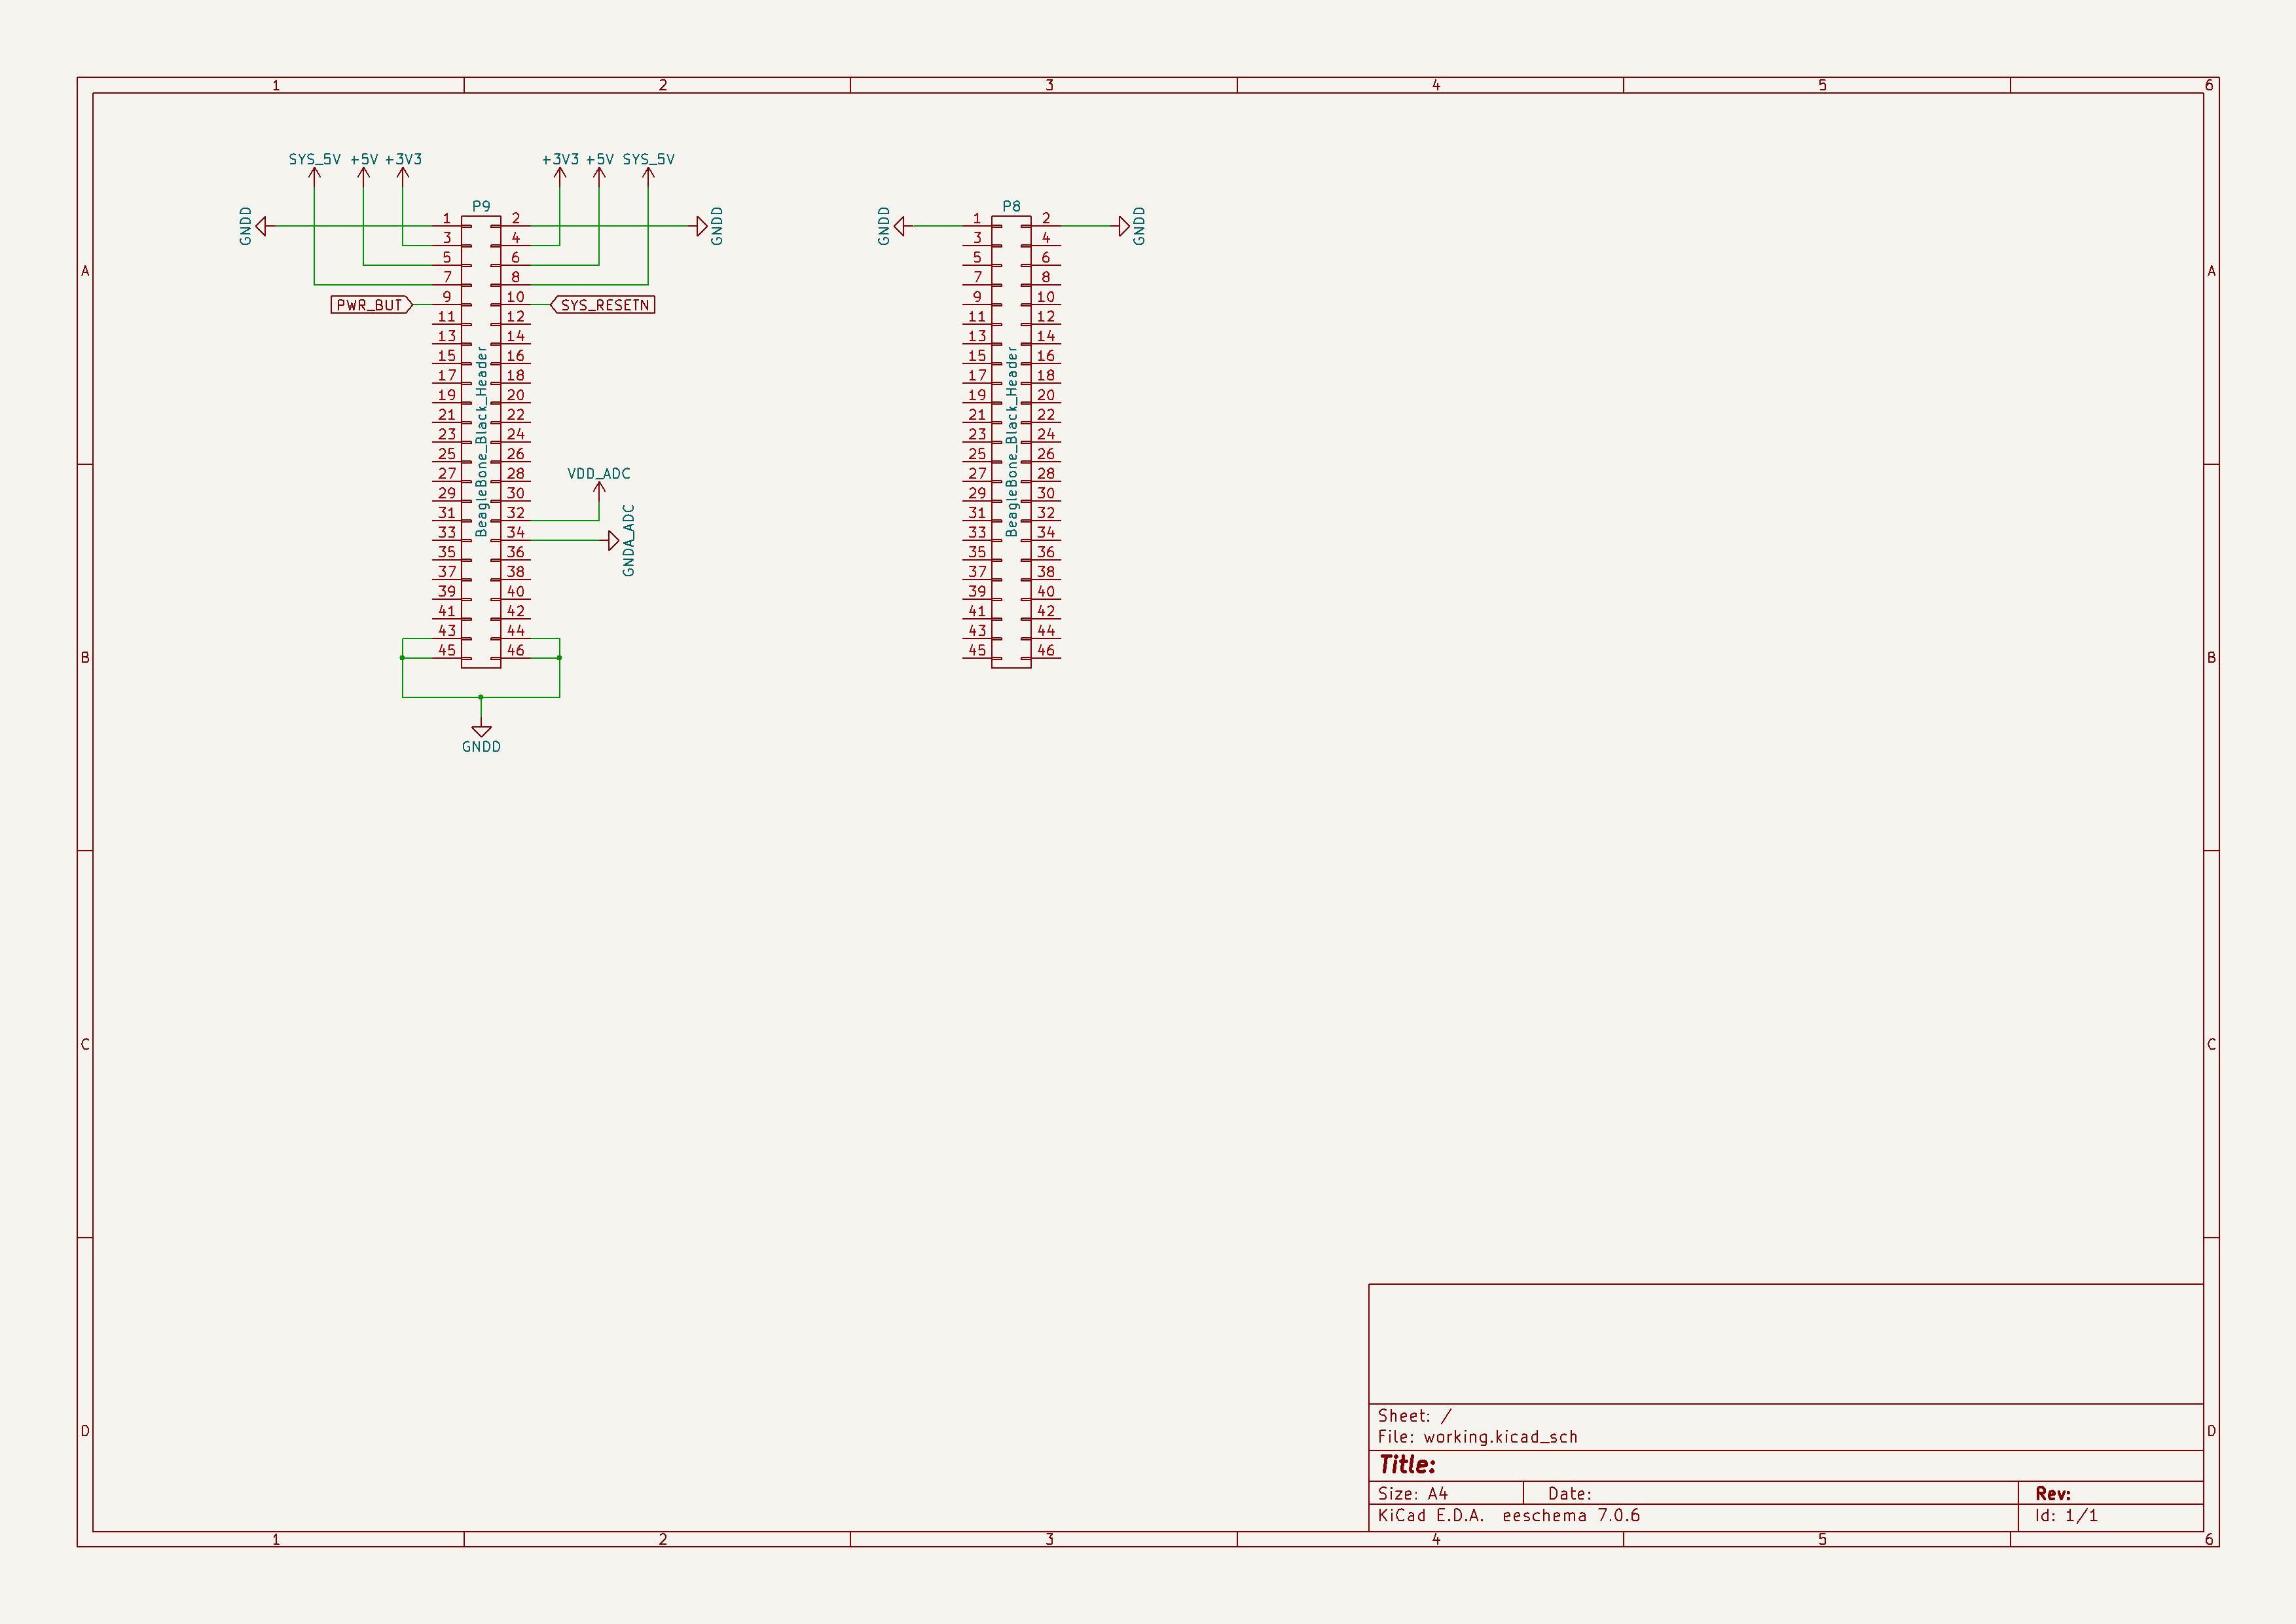 1 2 3 4 5 6
SYS_5V +5V +3V3 +3V3 +5V SYS_5V
GNDD P9 GNDD GNDD P8 GNDD
1 2 1 2
3 4 3 4
A 5 6 5 6 A
7 8 7 8
PWR_BUT 9 10 SYS_RESETN 9 10
11 12 11 12
13 14 13 14
15 16 15 16
17 18 17 18
19 20 19 20
21 22 21 22
BeagleBone_Black_Header BeagleBone_Black_Header
23 24 23 24
25 26 25 26
27 28 VDD_ADC 27 28
29 30 29 30
31 32 31 32
33 34 GNDA_ADC 33 34
35 36 35 36
37 38 37 38
39 40 39 40
41 42 41 42
43 44 43 44
B 45 46 45 46 B
GNDD
C C
Sheet: /
D File: working.kicad_sch D
Title:
Size: A4 Date: Rev:
KiCad E.D.A. eeschema 7.0.6 Id: 1/1
1 2 3 4 5 6